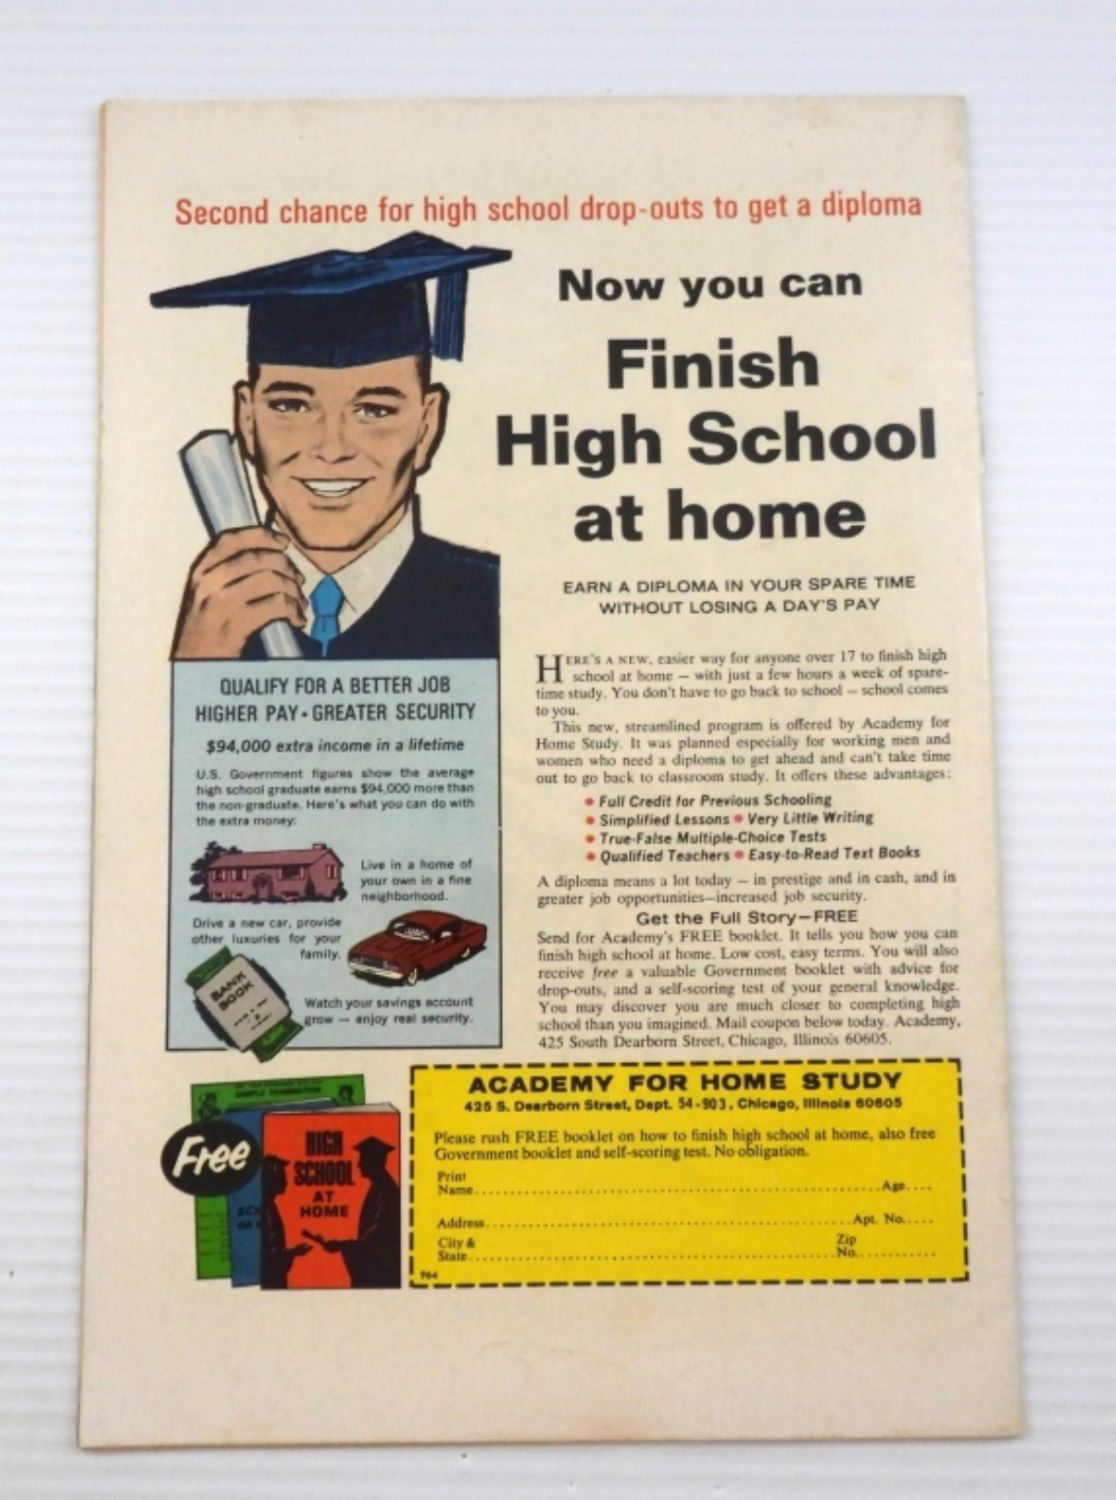 Second chance for high school drop-outs to get a diploma
Now you can
Finish
High School
at home
EARN A DIPLOMA IN YOUR SPARE TIME
WITHOUT LOSING A DAY'S PAY
HERE'S A NEW, easier way for anyone over 17 to finish high
school at home — with just a few hours a week of spare-
time study. You don't have to go back to school — school comes
to you.
This new, streamlined program is offered by Academy for
Home Study. It was planned especially for working men and
women who need a diploma to get ahead and can't take time
out to go back to classroom study. It offers these advantages:
• Full Credit for Previous Schooling
• Simplified Lessons • Very Little Writing
• True-False Multiple-Choice Tests
• Qualified Teachers • Easy-to-Read Text Books
A diploma means a lot today — in prestige and in cash, and in
greater job opportunities—increased job security.
Get the Full Story—FREE
Send for Academy's FREE booklet. It tells you how you can
finish high school at home. Low cost, easy terms. You will also
receive free a valuable Government booklet with advice for
drop-outs, and a self-scoring test of your general knowledge.
You may discover you are much closer to completing high
school than you imagined. Mail coupon below today. Academy,
425 South Dearborn Street, Chicago, Illinois 60605.
QUALIFY FOR A BETTER JOB
HIGHER PAY • GREATER SECURITY
$94,000 extra income in a lifetime
U.S. Government figures show the average
high school graduate earns $94,000 more than
the non-graduate. Here's what you can do with
the extra money:
Live in a home of
your own in a fine
neighborhood.
Drive a new car, provide
other luxuries for your
family.
BANK
BOOK
Watch your savings account
grow — enjoy real security.
Free
HIGH
SCHOOL
AT
HOME
ACADEMY FOR HOME STUDY
425 S. Dearborn Street, Dept. 54-903, Chicago, Illinois 60605
Please rush FREE booklet on how to finish high school at home, also free
Government booklet and self-scoring test. No obligation.
Print
Name Age
Address Apt. No.
City & Zip
State No.
964